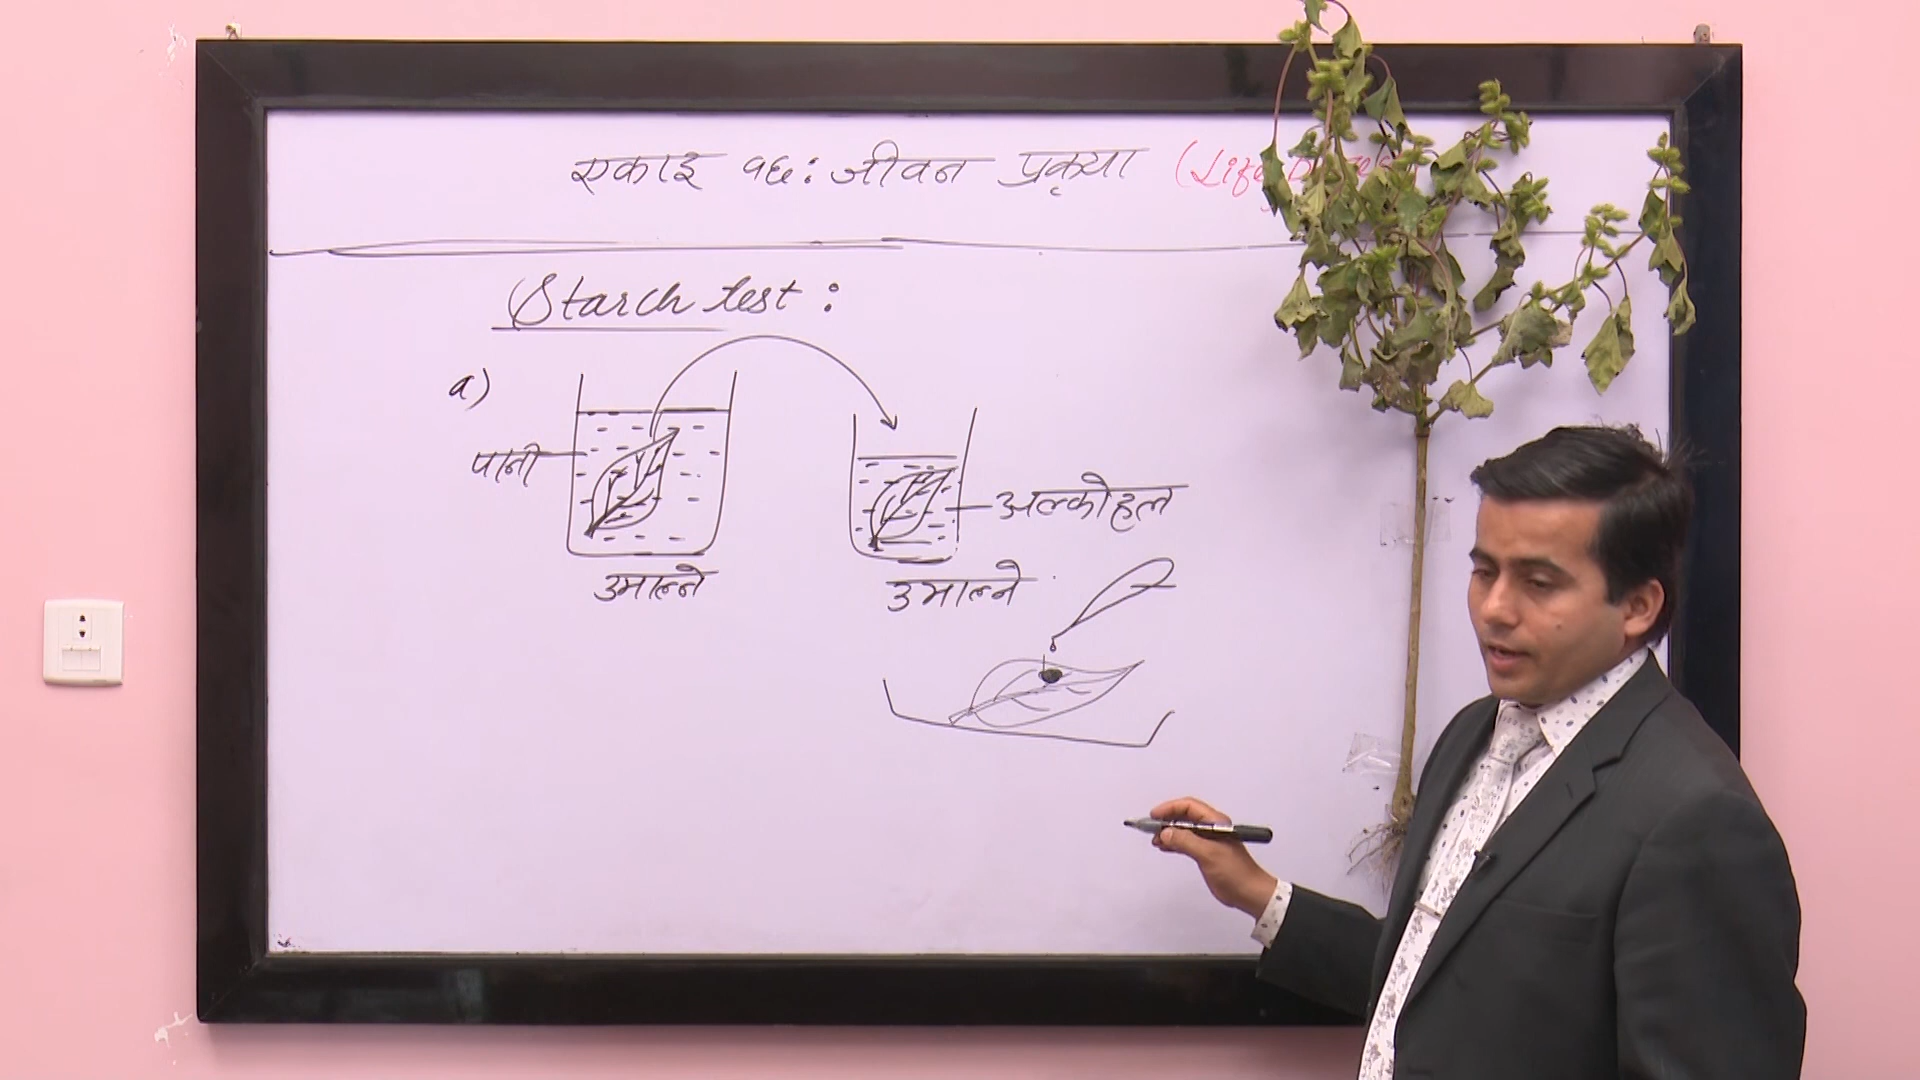 एकाइ १६: जीवन प्रकृया (Life
Starch test:
a)
पानी
अल्कोहल
उमाल्ने
उमाल्ने